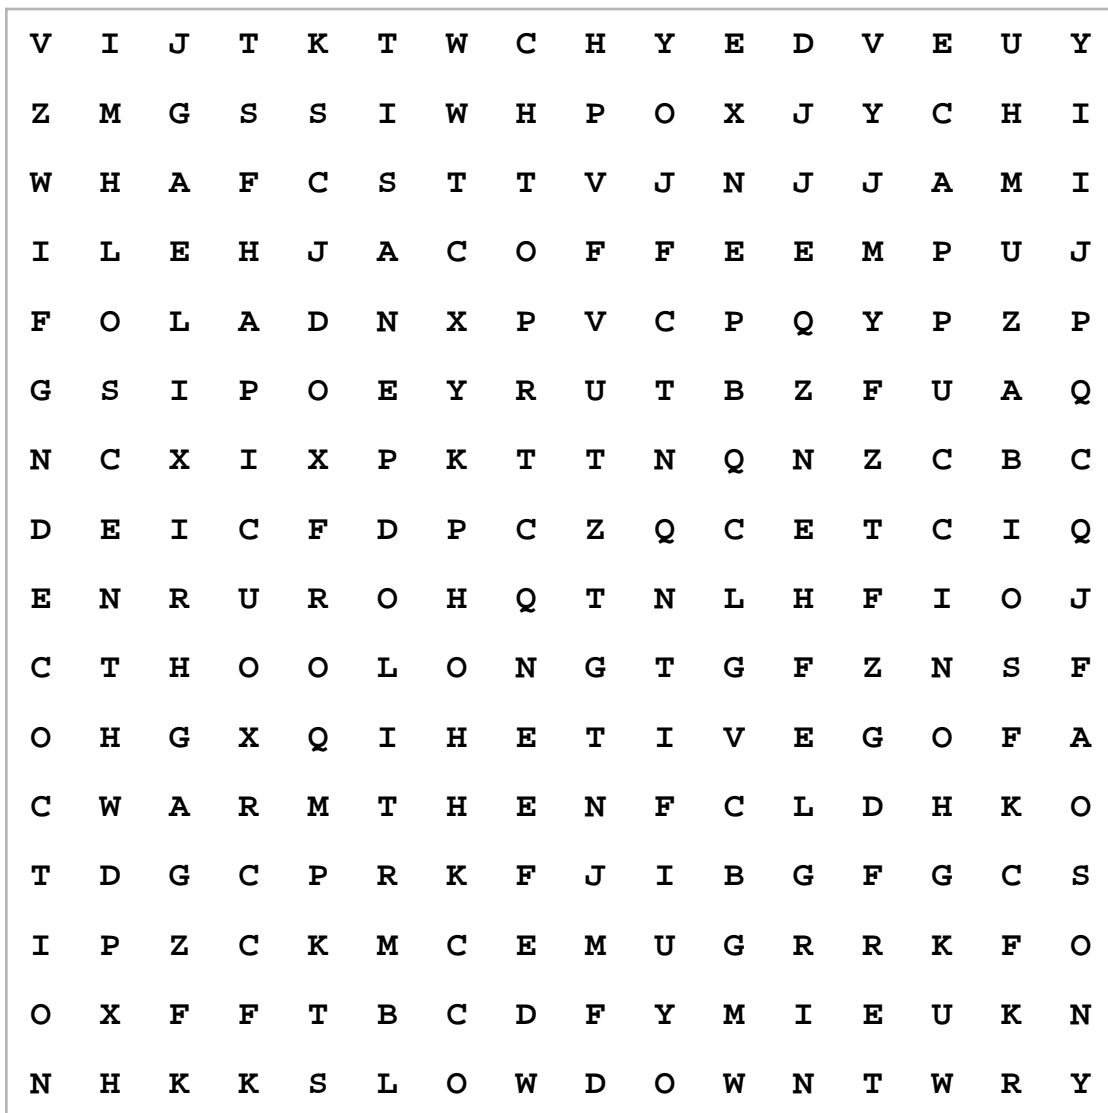 V I J T K T W C H Y E D V E U Y
Z M G S S I W H P O X J Y C H I
W H A F C S T T V J N J J A M I
I L E H J A C O F F E E M P U J
F O L A D N X P V C P Q Y P Z P
G S I P O E Y R U T B Z F U A Q
N C X I X P K T T N Q N Z C B C
D E I C F D P C Z Q C E T C I Q
E N R U R O H Q T N L H F I O J
C T H O O L O N G T G F Z N S F
O H G X Q I H E T I V E G O F A
C W A R M T H E N F C L D H K O
T D G C P R K F J I B G F G C S
I P Z C K M C E M U G R R K F O
O X F F T B C D F Y M I E U K N
N H K K S L O W D O W N T W R Y